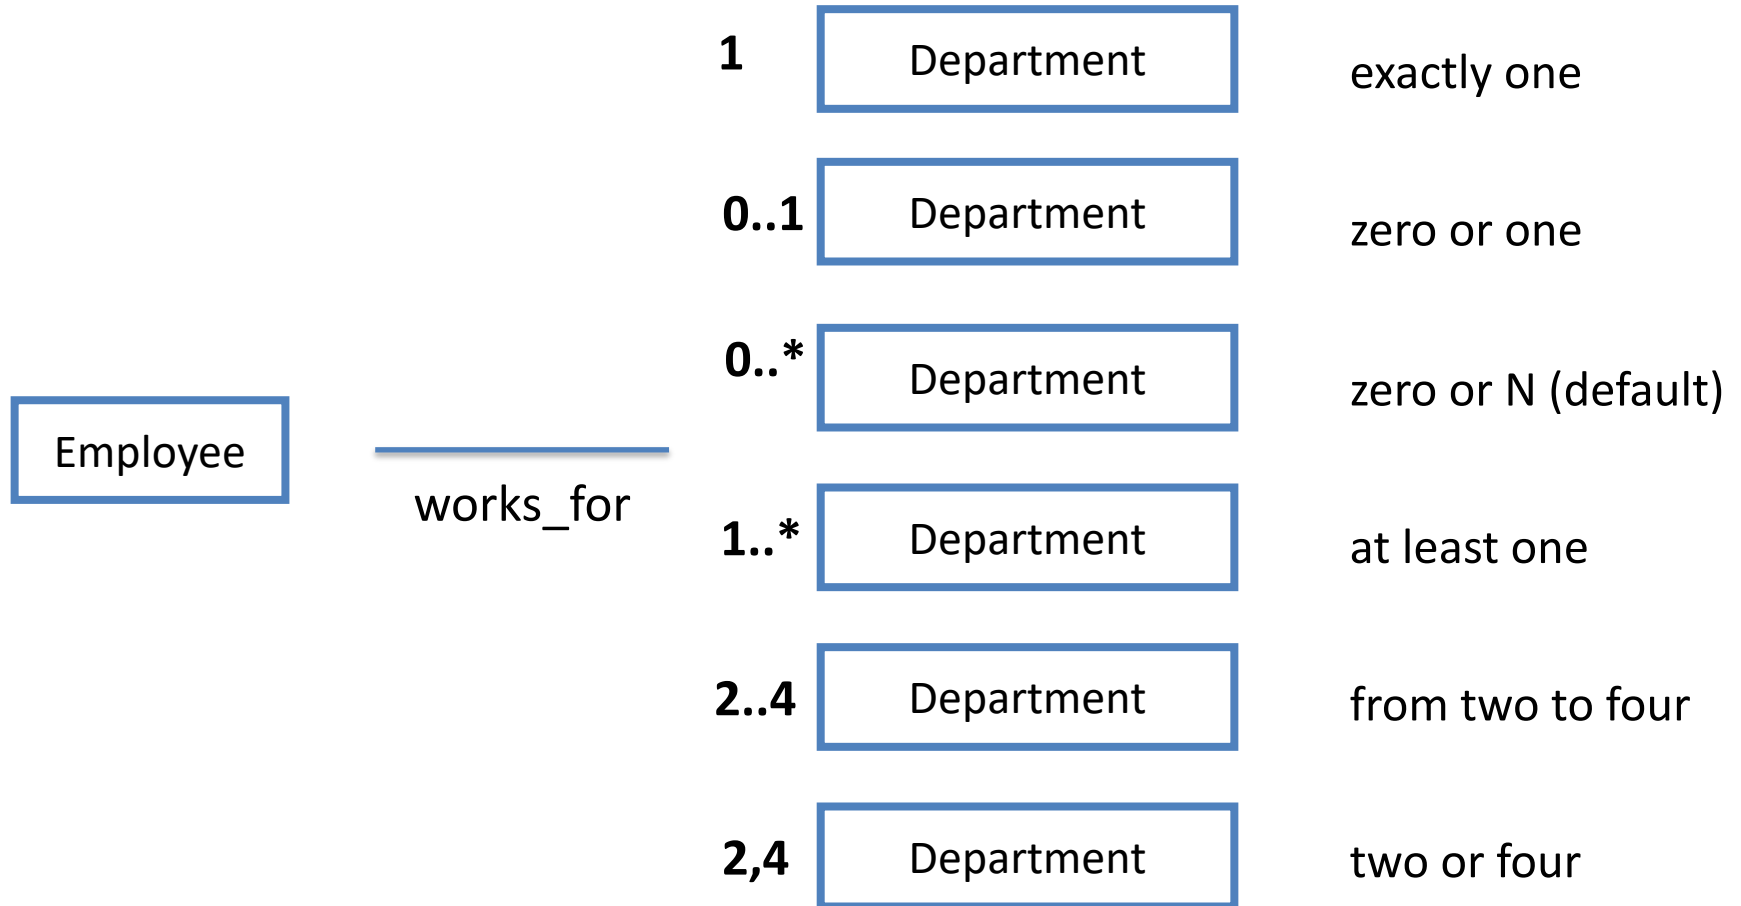 1 Department exactly one
0..1 Department zero or one
0..* Department zero or N (default)
Employee
works_for
1..* Department at least one
2..4 Department from two to four
2,4 Department two or four